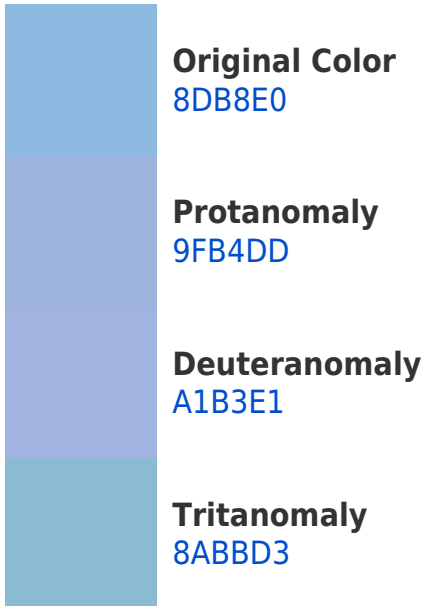 Original Color
8DB8E0
Protanomaly
9FB4DD
Deuteranomaly
A1B3E1
Tritanomaly
8ABBD3